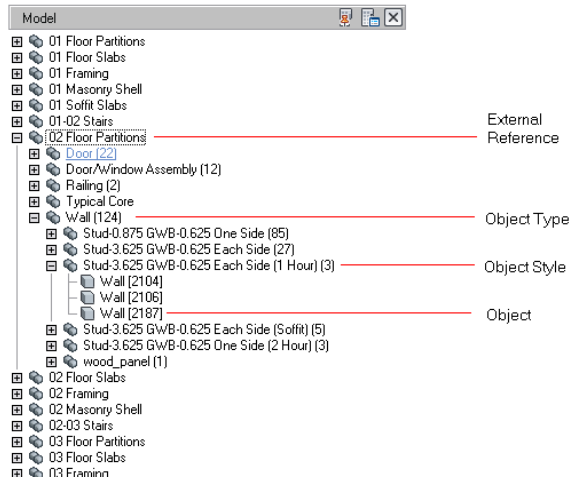 Model
01 Floor Partitions
01 Floor Slabs
01 Framing
01 Masonry Shell
01 Soffit Slabs
01-02 Stairs
External
02 Floor Partitions
Reference
Door (22)
Door/Window Assembly (12)
Railing (2)
Typical Core
Wall (124)
Object Type
Stud-0.875 GWB-0.625 One Side (85)
Stud-3.625 GWB-0.625 Each Side (27)
Stud-3.625 GWB-0.625 Each Side (1 Hour) (3)
Object Style
Wall [2104]
Wall [2106]
Wall [2187]
Object
Stud-3.625 GWB-0.625 Each Side (Soffit) (5)
Stud-3.625 GWB-0.625 One Side (2 Hour) (3)
wood_panel (1)
02 Floor Slabs
02 Framing
02 Masonry Shell
02-03 Stairs
03 Floor Partitions
03 Floor Slabs
03 Framing